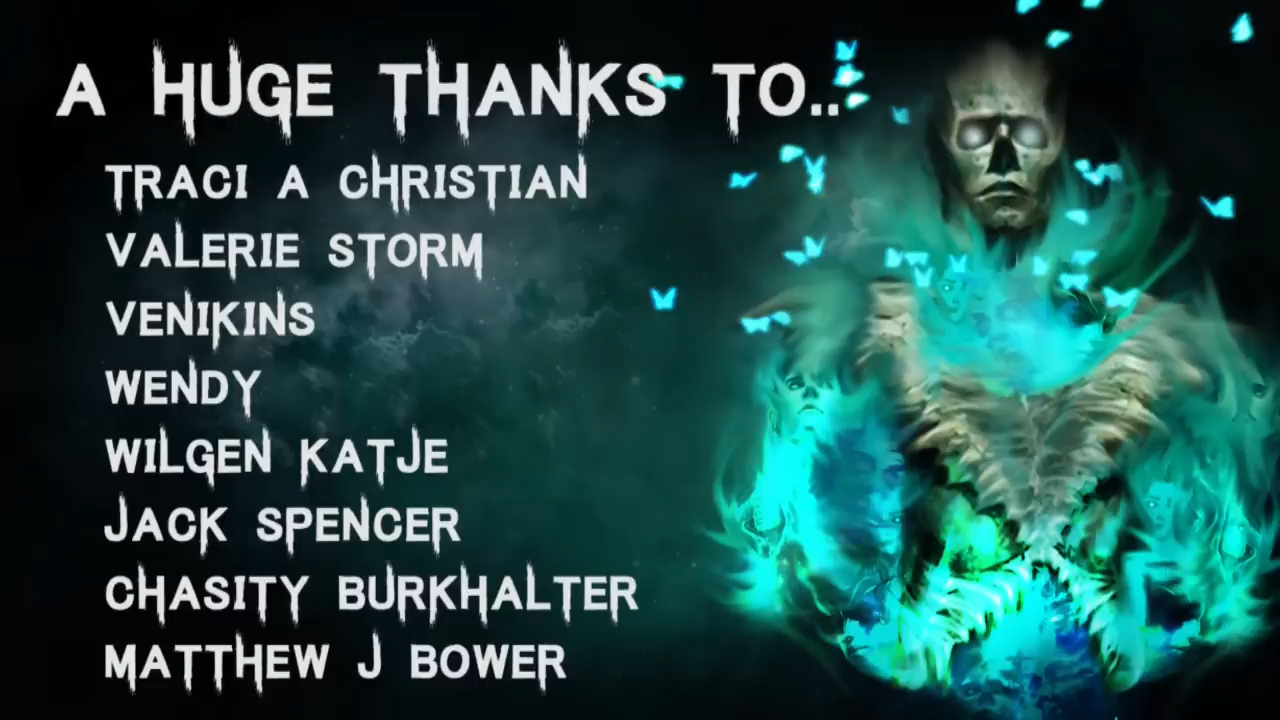 A HUGE THANKS TO..
TRACI A CHRISTIAN
VALERIE STORM
VENIKINS
WENDY
WILGEN KATJE
JACK SPENCER
CHASITY BURKHALTER
MATTHEW J BOWER